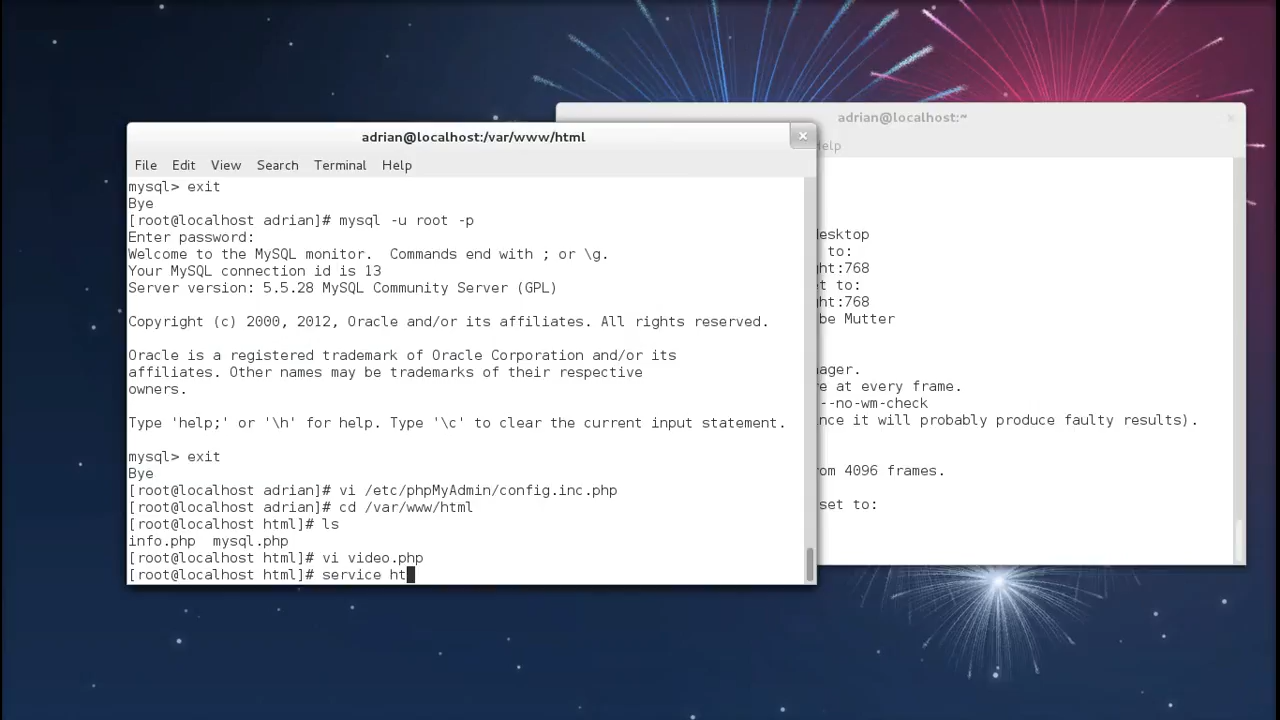 adrian@localhost:~
Help
adrian@localhost:/var/www/html
File Edit View Search Terminal Help
mysql> exit
Bye
[root@localhost adrian]# mysql -u root -p
Enter password:
Welcome to the MySQL monitor.  Commands end with ; or \g.
Your MySQL connection id is 13
Server version: 5.5.28 MySQL Community Server (GPL)
Copyright (c) 2000, 2012, Oracle and/or its affiliates. All rights reserved.
Oracle is a registered trademark of Oracle Corporation and/or its
affiliates. Other names may be trademarks of their respective
owners.
Type 'help;' or '\h' for help. Type '\c' to clear the current input statement.
mysql> exit
Bye
[root@localhost adrian]# vi /etc/phpMyAdmin/config.inc.php
[root@localhost adrian]# cd /var/www/html
[root@localhost html]# ls
info.php  mysql.php
[root@localhost html]# vi video.php
[root@localhost html]# service ht
desktop
to:
ght:768
et to:
ght:768
be Mutter
ager.
e at every frame.
--no-wm-check
nce it will probably produce faulty results).
om 4096 frames.
set to: